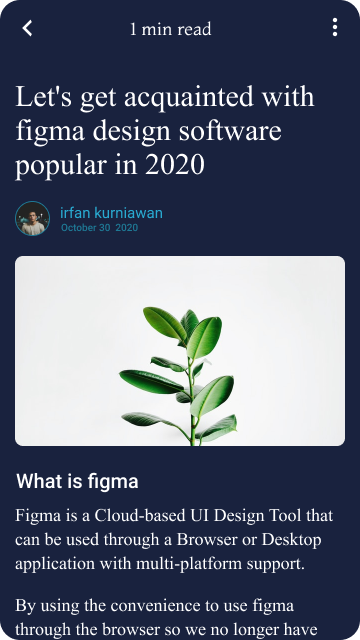 1 min read
Let's get acquainted with
figma design software
popular in 2020
irfan kurniawan
October 30 2020
What is figma
Figma is a Cloud-based UI Design Tool that
can be used through a Browser or Desktop
application with multi-platform support.
By using the convenience to use figma
through the browser so we no longer have